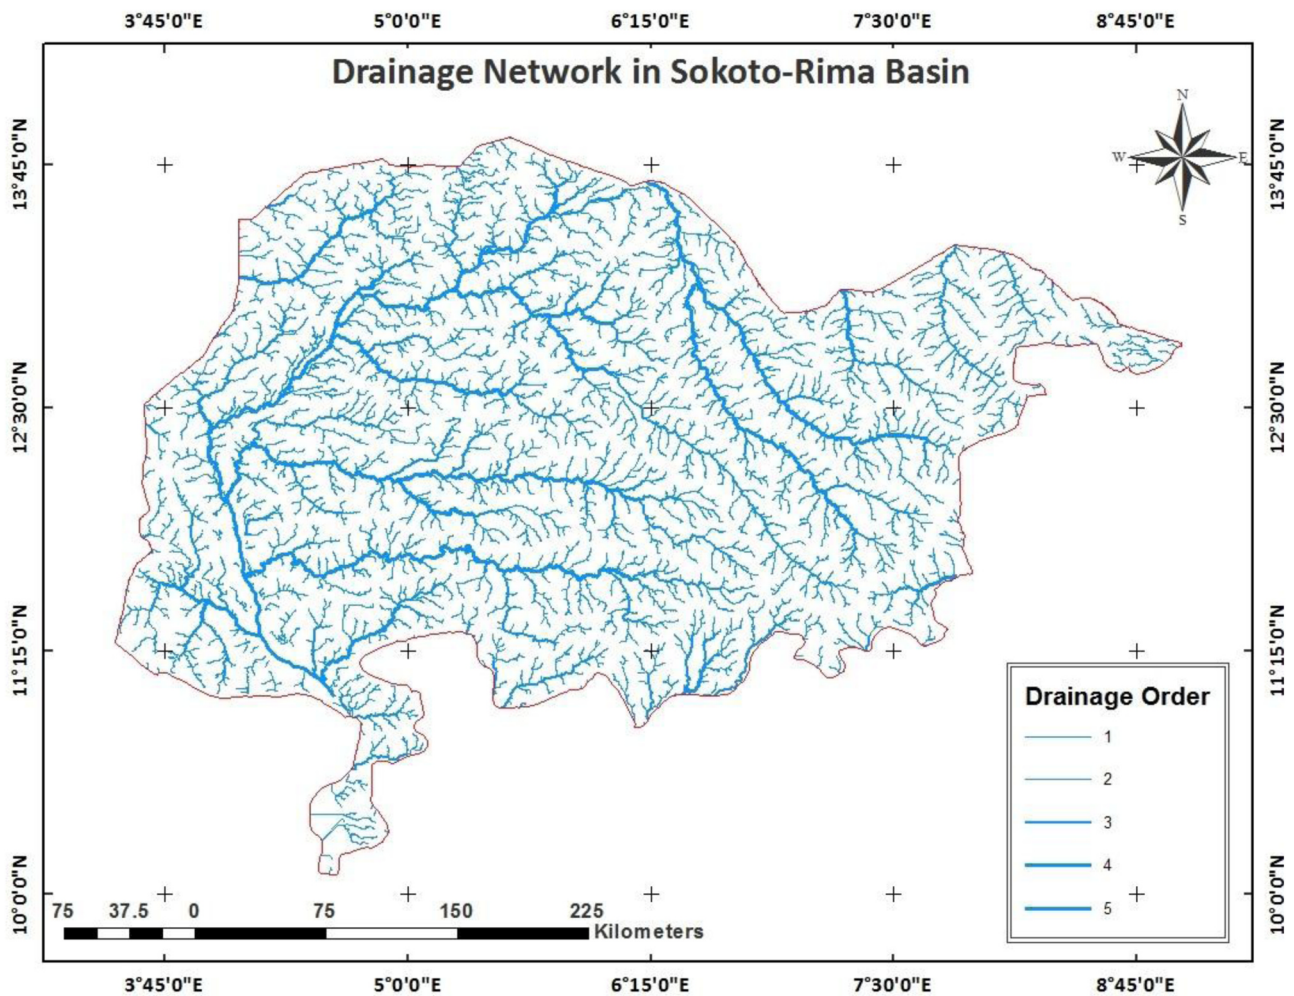 3°45'0"E 5°0'0"E 6°15'0"E 7°30'0"E 8°45'0"E
Drainage Network in Sokoto-Rima Basin
N
W E
S
13°45'0"N 13°45'0"N
12°30'0"N 12°30'0"N
11°15'0"N 11°15'0"N
10°0'0"N 10°0'0"N
Drainage Order
1
2
3
4
5
75 37.5 0 75 150 225
Kilometers
3°45'0"E 5°0'0"E 6°15'0"E 7°30'0"E 8°45'0"E